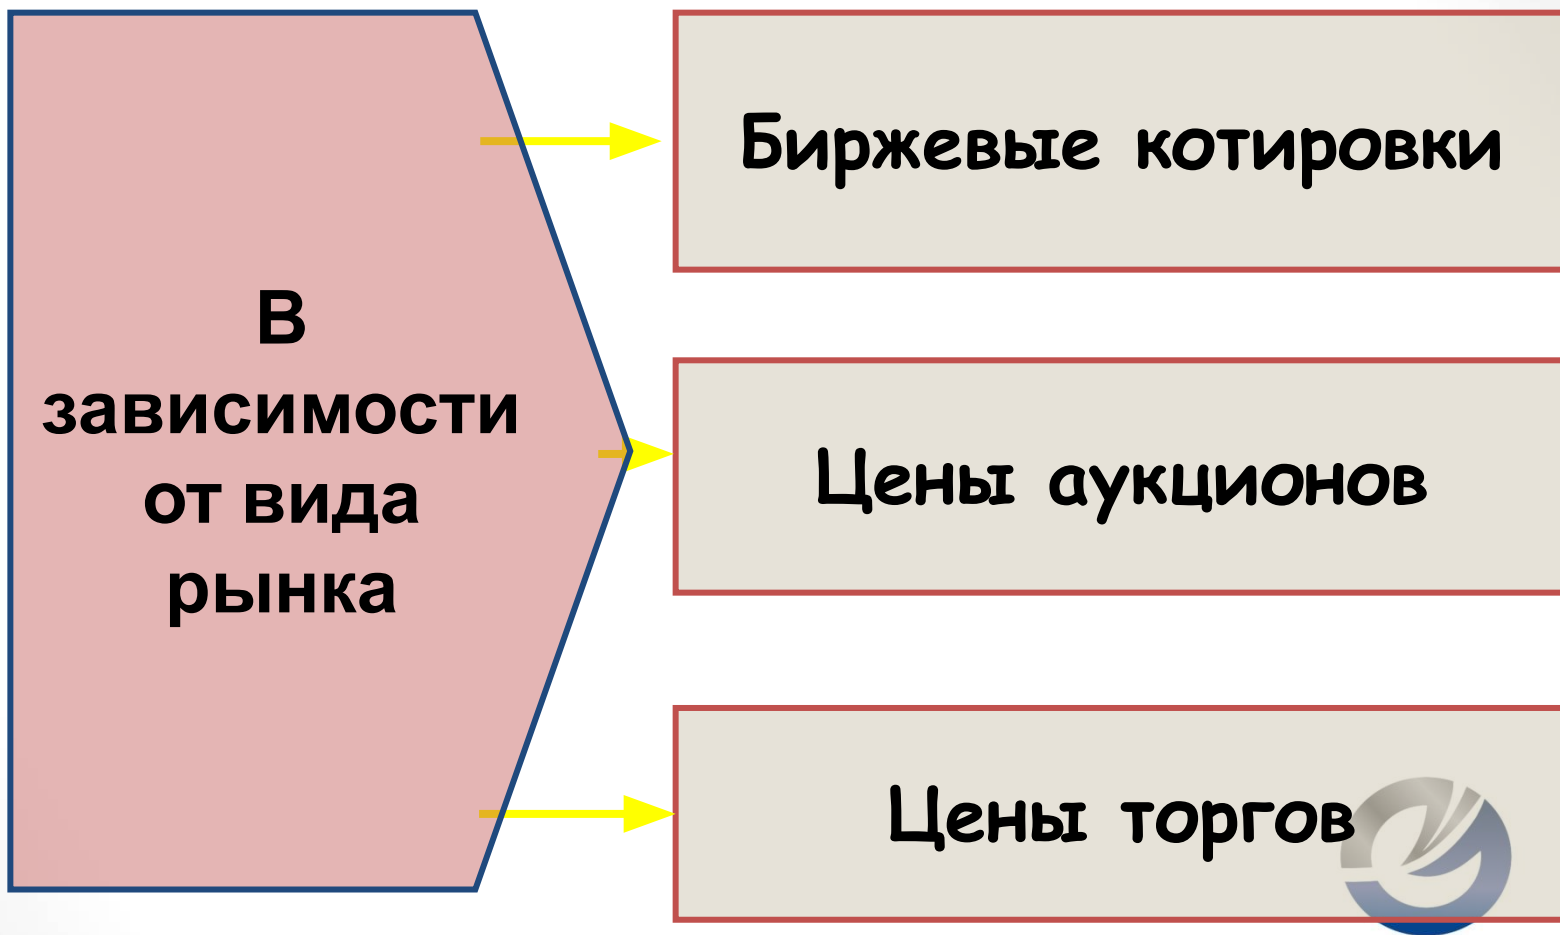 В
зависимости
от вида
рынка
Биржевые котировки
Цены аукционов
Цены торгов